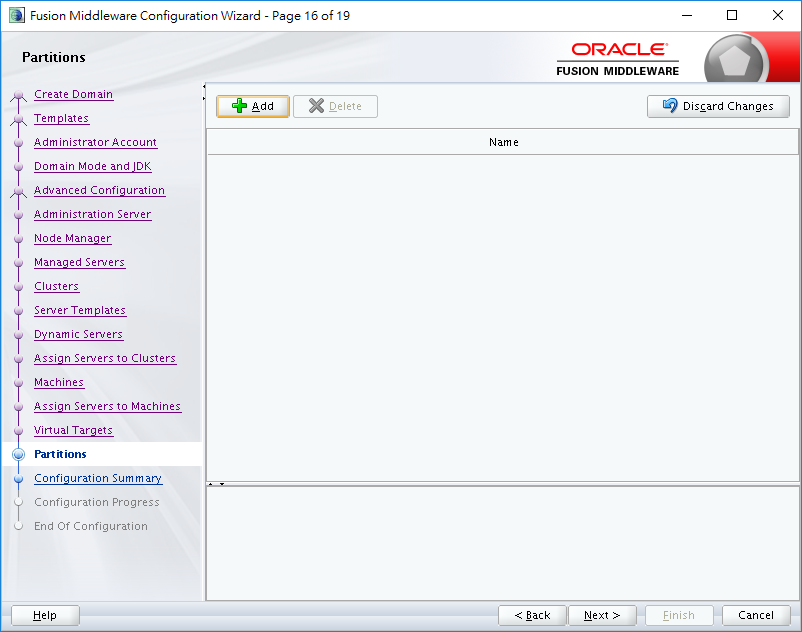 Fusion Middleware Configuration Wizard - Page 16 of 19
Partitions
ORACLE
FUSION MIDDLEWARE
Create Domain
Templates
Administrator Account
Domain Mode and JDK
Advanced Configuration
Administration Server
Node Manager
Managed Servers
Clusters
Server Templates
Dynamic Servers
Assign Servers to Clusters
Machines
Assign Servers to Machines
Virtual Targets
Partitions
Configuration Summary
Configuration Progress
End Of Configuration
Add Delete Discard Changes
Name
Help < Back Next > Finish Cancel